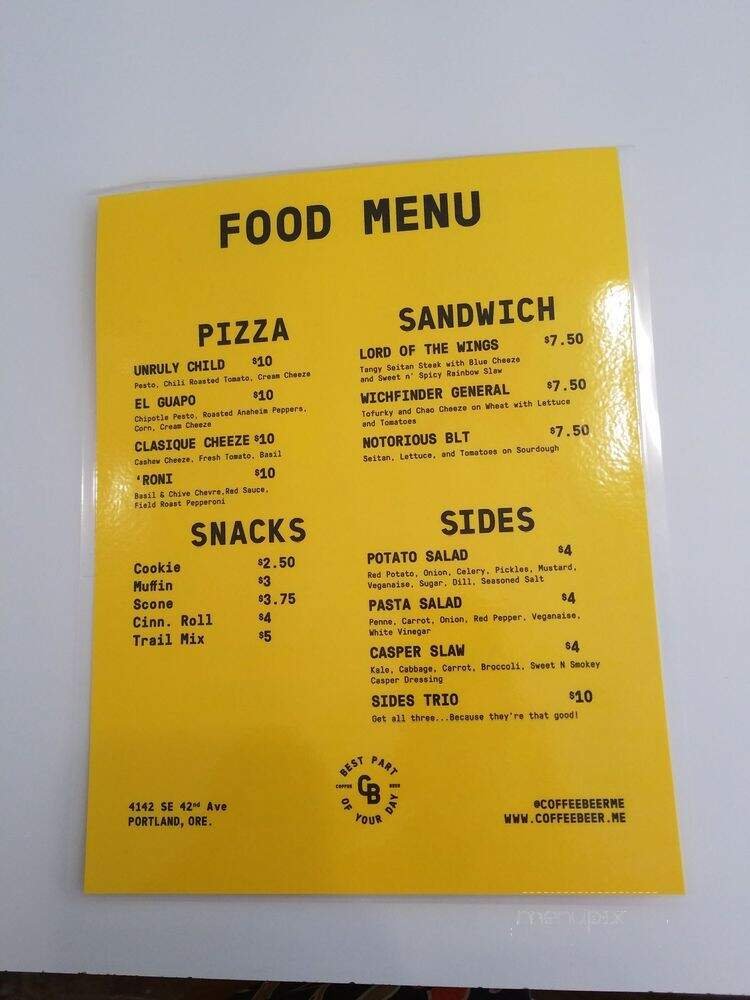 FOOD MENU
PIZZA
UNRULY CHILD $10
Pesto, Chili Roasted Tomato, Cream Cheeze
EL GUAPO $10
Chipotle Pesto, Roasted Anaheim Peppers,
Corn, Cream Cheeze
CLASIQUE CHEEZE $10
Cashew Cheeze, Fresh Tomato, Basil
'RONI $10
Basil & Chive Chevre,Red Sauce,
Field Roast Pepperoni
SNACKS
Cookie $2.50
Muffin $3
Scone $3.75
Cinn. Roll $4
Trail Mix $5
SANDWICH
LORD OF THE WINGS $7.50
Tangy Seitan Steak with Blue Cheeze
and Sweet n' Spicy Rainbow Slaw
WICHFINDER GENERAL $7.50
Tofurky and Chao Cheeze on Wheat with Lettuce
and Tomatoes
NOTORIOUS BLT $7.50
Seitan, Lettuce, and Tomatoes on Sourdough
SIDES
POTATO SALAD $4
Red Potato, Onion, Celery, Pickles, Mustard,
Veganaise, Sugar, Dill, Seasoned Salt
PASTA SALAD $4
Penne, Carrot, Onion, Red Pepper, Veganaise,
White Vinegar
CASPER SLAW $4
Kale, Cabbage, Carrot, Broccoli, Sweet N Smokey
Casper Dressing
SIDES TRIO $10
Get all three...Because they're that good!
BEST PART
COFFEE CB BEER
OF YOUR DAY
4142 SE 42nd Ave
PORTLAND, ORE.
@COFFEEBEERME
WWW.COFFEEBEER.ME
menupix